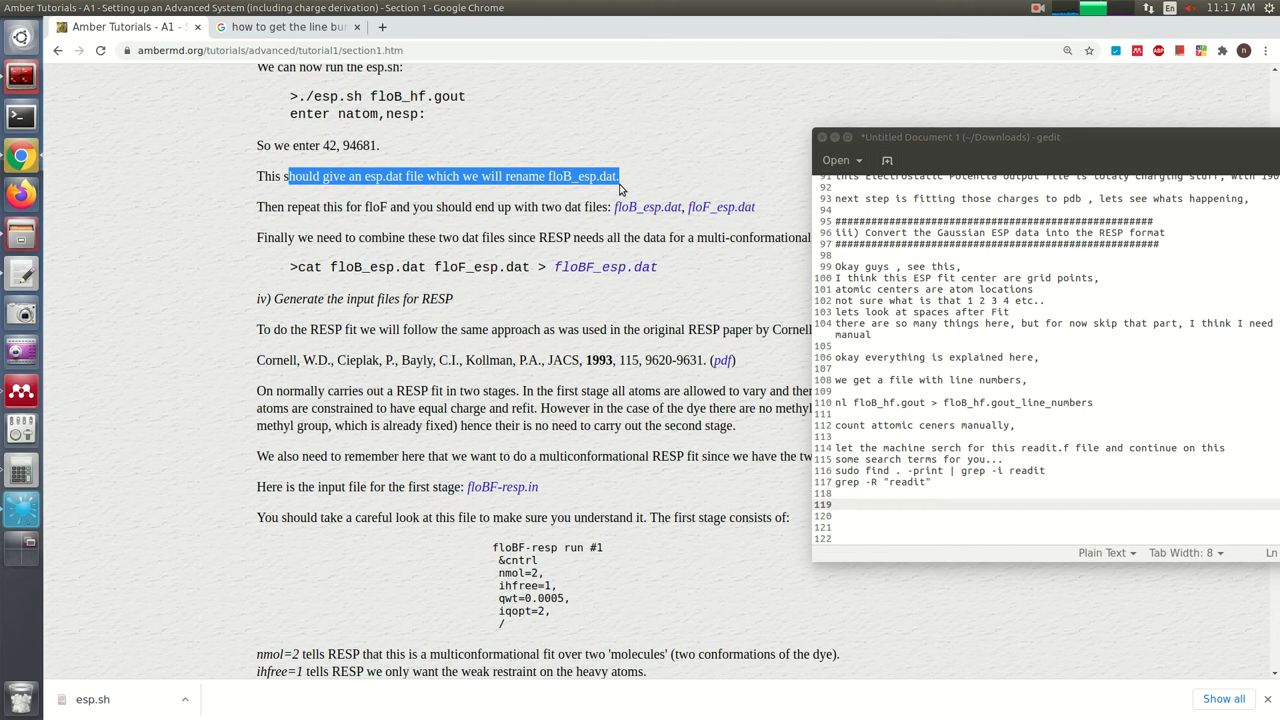 Amber Tutorials - A1 - Setting up an Advanced System (including charge derivation) - Section 1 - Google Chrome
En
11:17 AM
Amber Tutorials - A1 - S
how to get the line bur
ambermd.org/tutorials/advanced/tutorial1/section1.htm
ABP
n
We can now run the esp.sh:
>./esp.sh floB_hf.gout
enter natom,nesp:
So we enter 42, 94681.
This should give an esp.dat file which we will rename floB_esp.dat.
Then repeat this for floF and you should end up with two dat files: floB_esp.dat, floF_esp.dat
Finally we need to combine these two dat files since RESP needs all the data for a multi-conformational
>cat floB_esp.dat floF_esp.dat > floBF_esp.dat
iv) Generate the input files for RESP
To do the RESP fit we will follow the same approach as was used in the original RESP paper by Cornell
Cornell, W.D., Cieplak, P., Bayly, C.I., Kollman, P.A., JACS, 1993, 115, 9620-9631. (pdf)
On normally carries out a RESP fit in two stages. In the first stage all atoms are allowed to vary and then
atoms are constrained to have equal charge and refit. However in the case of the dye there are no methyl
methyl group, which is already fixed) hence their is no need to carry out the second stage.
We also need to remember here that we want to do a multiconformational RESP fit since we have the tw
Here is the input file for the first stage: floBF-resp.in
You should take a careful look at this file to make sure you understand it. The first stage consists of:
floBF-resp run #1
&cntrl
nmol=2,
ihfree=1,
qwt=0.0005,
iqopt=2,
/
nmol=2 tells RESP that this is a multiconformational fit over two 'molecules' (two conformations of the dye).
ihfree=1 tells RESP we only want the weak restraint on the heavy atoms.
*Untitled Document 1 (~/Downloads) - gedit
Open
91 this Electrostatic Potentia output file is totaly charging stuff, with 190
92
93 next step is fitting those charges to pdb , lets see whats happening,
94
95 #####################################################
96 iii) Convert the Gaussian ESP data into the RESP format
97 ######################################################
98
99 Okay guys , see this,
100 I think this ESP fit center are grid points,
101 atomic centers are atom locations
102 not sure what is that 1 2 3 4 etc..
103 lets look at spaces after Fit
104 there are so many things here, but for now skip that part, I think I need
manual
105
106 okay everything is explained here,
107
108 we get a file with line numbers,
109
110 nl floB_hf.gout > floB_hf.gout_line_numbers
111
112 count attomic ceners manually,
113
114 let the machine serch for this readit.f file and continue on this
115 some search terms for you...
116 sudo find . -print | grep -i readit
117 grep -R "readit"
118
119
120
121
122
Plain Text
Tab Width: 8
Ln
esp.sh
Show all